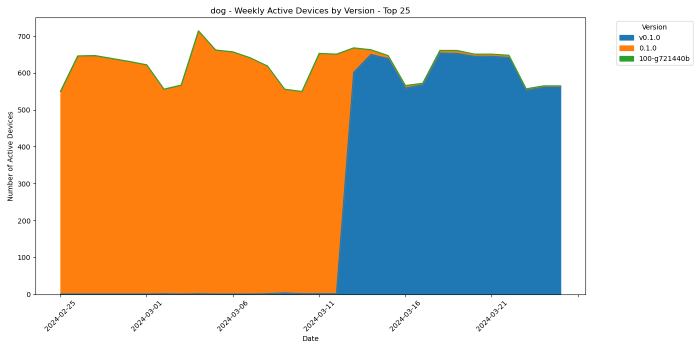 dog - Weekly Active Devices by Version - Top 25
Version
v0.1.0
0.1.0
100-g721440b
Number of Active Devices
700
600
500
400
300
200
100
0
2024-02-25
2024-03-01
2024-03-06
2024-03-11
2024-03-16
2024-03-21
Date